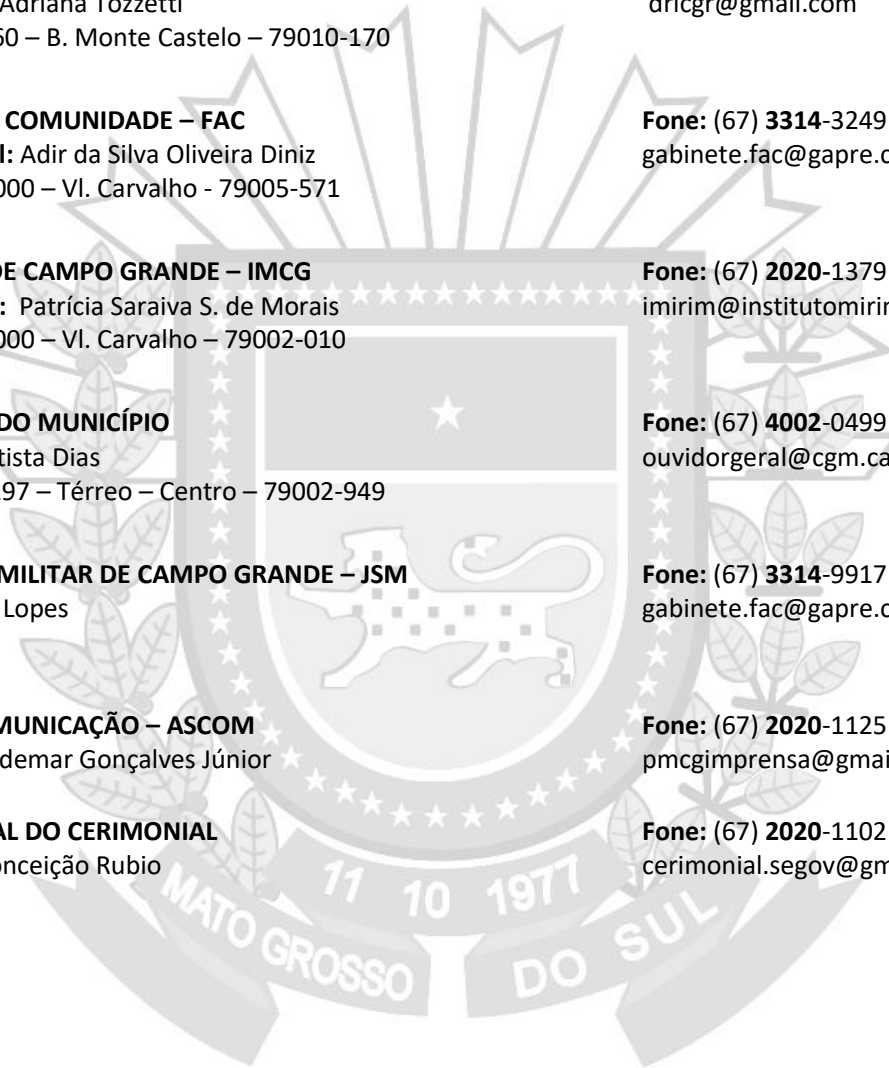 Adriana Tozzetti dricgr@gmail.com
60 – B. Monte Castelo – 79010-170
COMUNIDADE – FAC Fone: (67) 3314-3249
l: Adir da Silva Oliveira Diniz gabinete.fac@gapre.c
000 – Vl. Carvalho - 79005-571
DE CAMPO GRANDE – IMCG Fone: (67) 2020-1379
: Patrícia Saraiva S. de Morais imirim@institutomirir
000 – Vl. Carvalho – 79002-010
DO MUNICÍPIO Fone: (67) 4002-0499
tista Dias ouvidorgeral@cgm.ca
297 – Térreo – Centro – 79002-949
MILITAR DE CAMPO GRANDE – JSM Fone: (67) 3314-9917
Lopes gabinete.fac@gapre.c
MUNICAÇÃO – ASCOM Fone: (67) 2020-1125
demar Gonçalves Júnior pmcgimprensa@gmai
AL DO CERIMONIAL Fone: (67) 2020-1102
onceição Rubio cerimonial.segov@gm
11 10 1977
MATO GROSSO DO SUL